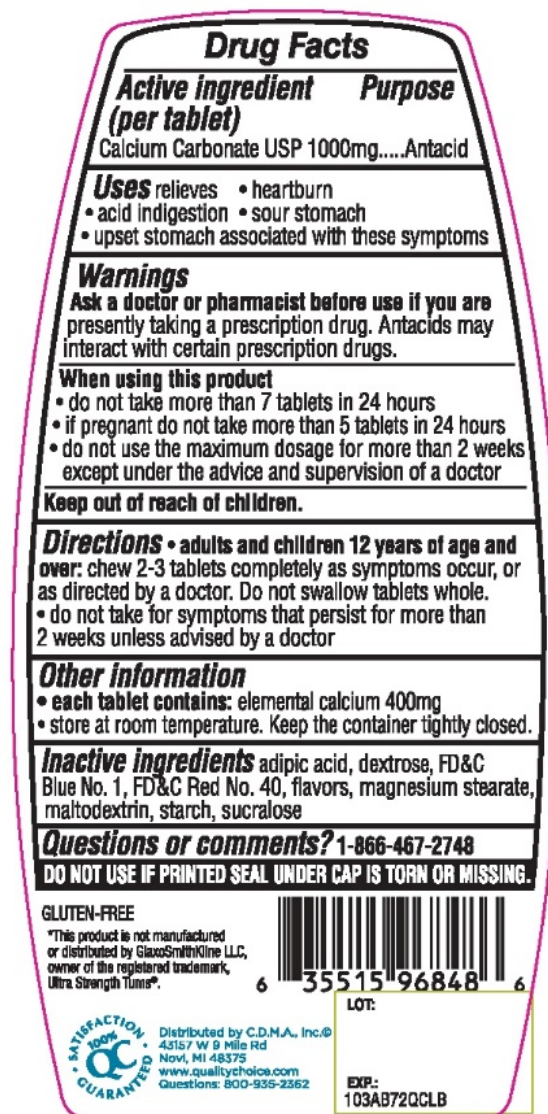 Drug Facts
Active ingredient Purpose
(per tablet)
Calcium Carbonate USP 1000mg.....Antacid
Uses relieves • heartburn
• acid indigestion • sour stomach
• upset stomach associated with these symptoms
Warnings
Ask a doctor or pharmacist before use if you are
presently taking a prescription drug. Antacids may
interact with certain prescription drugs.
When using this product
• do not take more than 7 tablets in 24 hours
• if pregnant do not take more than 5 tablets in 24 hours
• do not use the maximum dosage for more than 2 weeks
except under the advice and supervision of a doctor
Keep out of reach of children.
Directions • adults and children 12 years of age and
over: chew 2-3 tablets completely as symptoms occur, or
as directed by a doctor. Do not swallow tablets whole.
• do not take for symptoms that persist for more than
2 weeks unless advised by a doctor
Other information
• each tablet contains: elemental calcium 400mg
• store at room temperature. Keep the container tightly closed.
Inactive ingredients adipic acid, dextrose, FD&C
Blue No. 1, FD&C Red No. 40, flavors, magnesium stearate,
maltodextrin, starch, sucralose
Questions or comments? 1-866-467-2748
DO NOT USE IF PRINTED SEAL UNDER CAP IS TORN OR MISSING.
GLUTEN-FREE
*This product is not manufactured
or distributed by GlaxoSmithKline LLC,
owner of the registered trademark,
Ultra Strength Tums®.
6 35515 96848 6
SATISFACTION
100%
QC
GUARANTEED
Distributed by C.D.M.A., Inc.©
43157 W 9 Mile Rd
Novi, MI 48375
www.qualitychoice.com
Questions: 800-935-2362
LOT:
EXP.:
103AB72QCLB